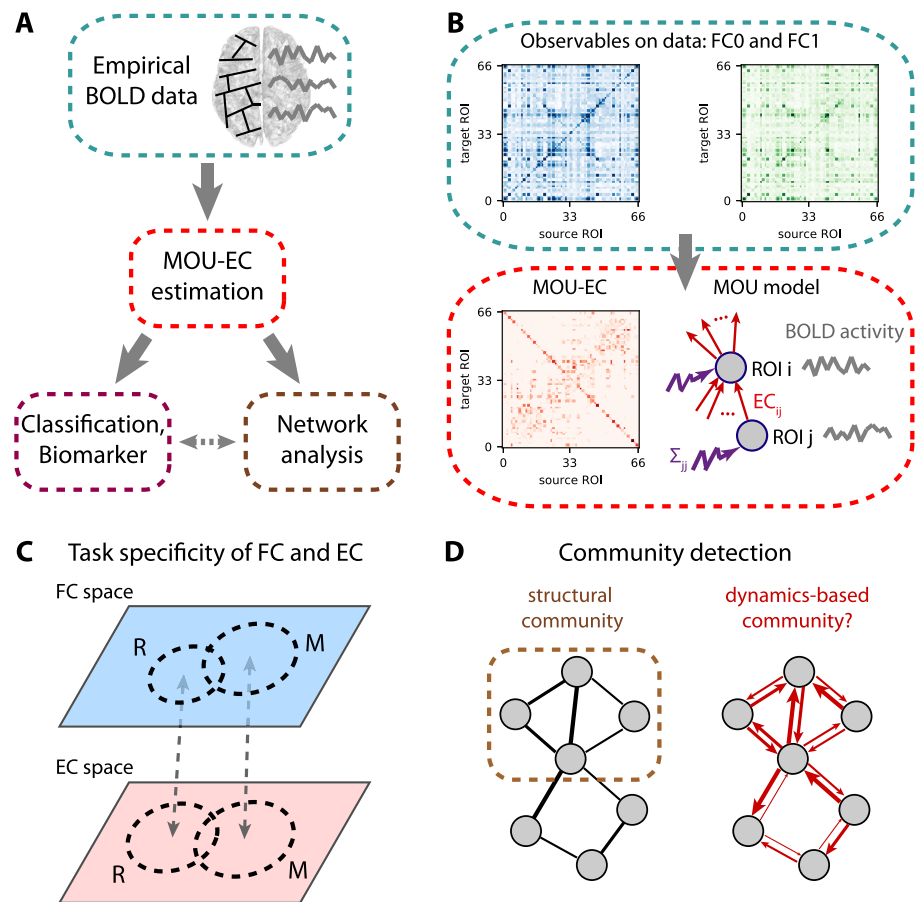 A
Empirical
BOLD data
MOU-EC
estimation
Classification,
Biomarker
Network
analysis
B
Observables on data: FC0 and FC1
66
33
0
target ROI
0
33
66
source ROI
66
33
0
target ROI
0
33
66
source ROI
MOU-EC
66
33
0
target ROI
0
33
66
source ROI
MOU model
BOLD activity
...
ROI i
...
ECij
ROI j
Σjj
C
Task specificity of FC and EC
FC space
R
M
EC space
R
M
D
Community detection
structural
community
dynamics-based
community?